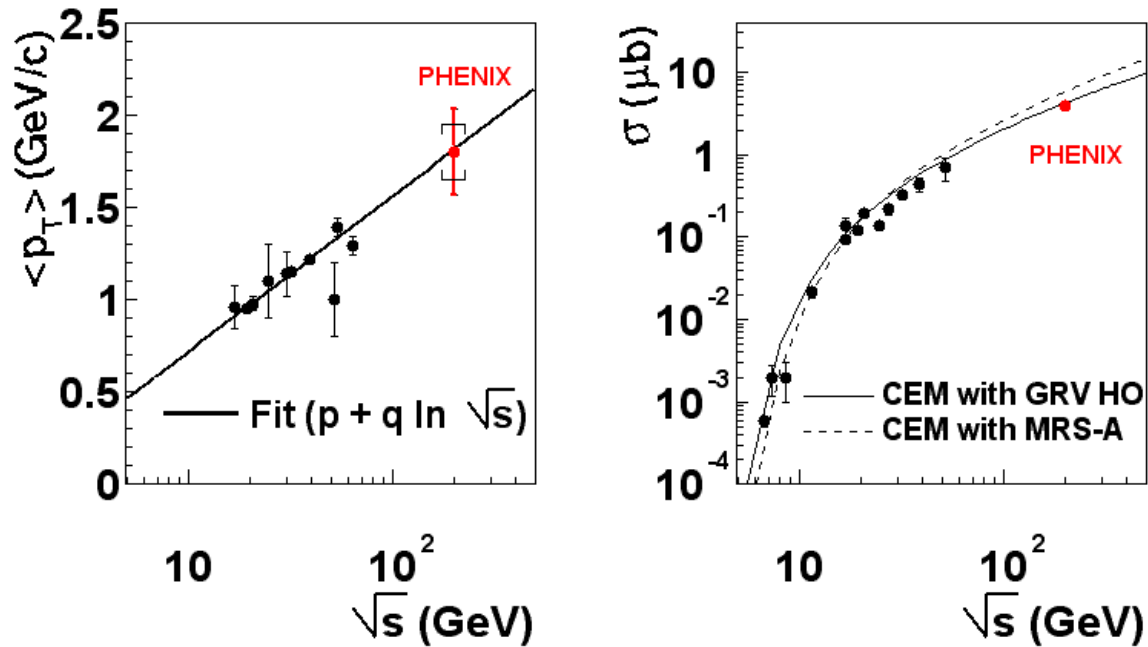 <p_T> (GeV/c)
2.5
2
1.5
1
0.5
0
PHENIX
Fit (p + q ln √s)
10
10²
√s (GeV)
σ (μb)
10
1
10⁻¹
10⁻²
10⁻³
10⁻⁴
PHENIX
CEM with GRV HO
CEM with MRS-A
10
10²
√s (GeV)